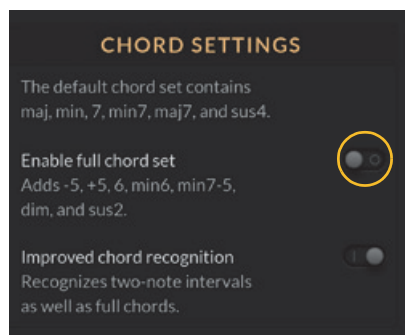 CHORD SETTINGS
The default chord set contains
maj, min, 7, min7, maj7, and sus4.
Enable full chord set
Adds -5, +5, 6, min6, min7-5,
dim, and sus2.
Improved chord recognition
Recognizes two-note intervals
as well as full chords.